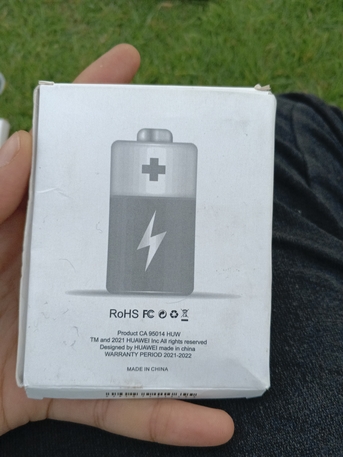 RoHS FC
Product CA 95014 HUW
TM and 2021 HUAWEI Inc All rights reserved
Designed by HUAWEI made in china
WARRANTY PERIOD 2021-2022
MADE IN CHINA